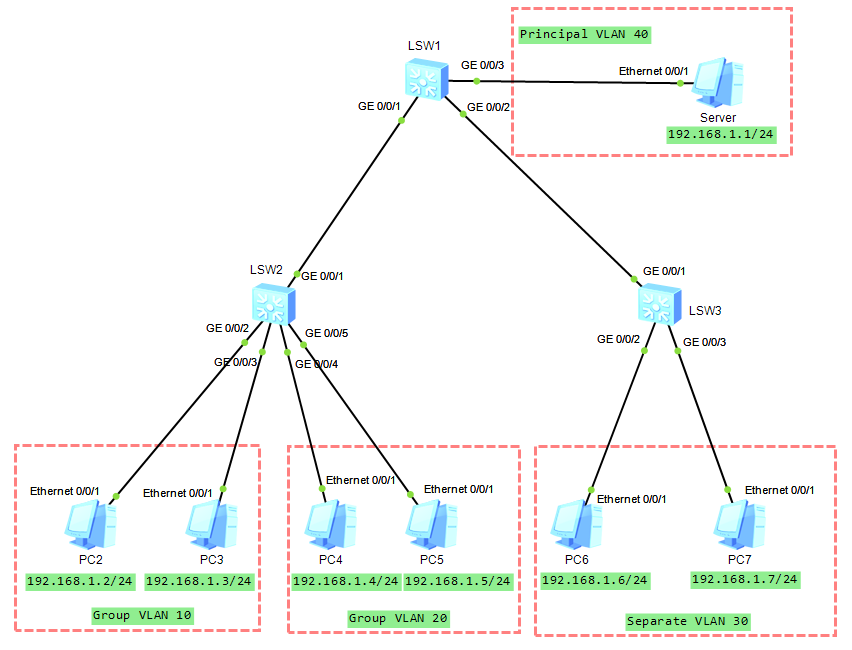 Principal VLAN 40
LSW1
GE 0/0/3
Ethernet 0/0/1
GE 0/0/1
GE 0/0/2
Server
192.168.1.1/24
LSW2
GE 0/0/1
GE 0/0/1
LSW3
GE 0/0/2
GE 0/0/5
GE 0/0/3
GE 0/0/4
GE 0/0/2
GE 0/0/3
Ethernet 0/0/1
Ethernet 0/0/1
Ethernet 0/0/1
Ethernet 0/0/1
Ethernet 0/0/1
Ethernet 0/0/1
PC2
PC3
PC4
PC5
PC6
PC7
192.168.1.2/24
192.168.1.3/24
192.168.1.4/24
192.168.1.5/24
192.168.1.6/24
192.168.1.7/24
Group VLAN 10
Group VLAN 20
Separate VLAN 30